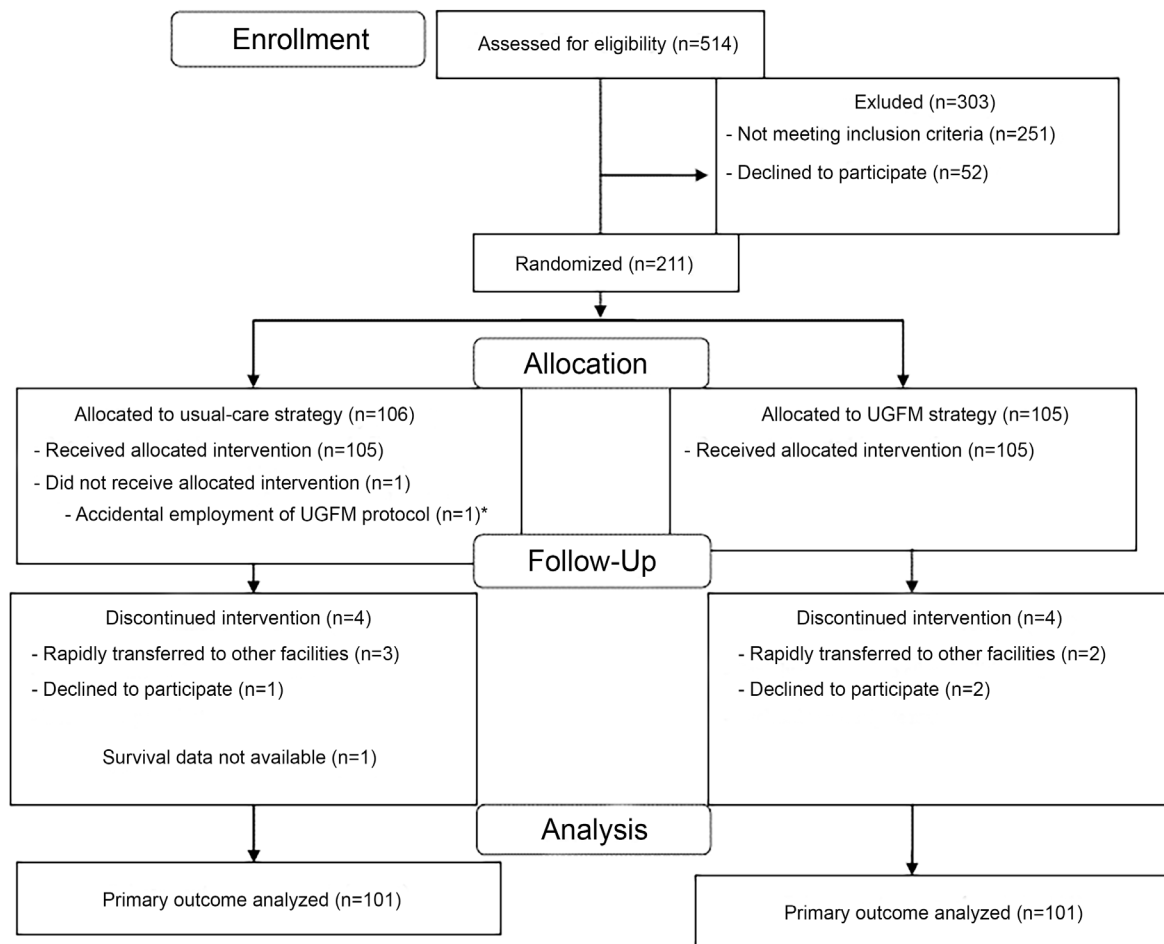 Enrollment
Assessed for eligibility (n=514)
Exluded (n=303)
- Not meeting inclusion criteria (n=251)
- Declined to participate (n=52)
Randomized (n=211)
Allocation
Allocated to usual-care strategy (n=106)
- Received allocated intervention (n=105)
- Did not receive allocated intervention (n=1)
- Accidental employment of UGFM protocol (n=1)*
Allocated to UGFM strategy (n=105)
- Received allocated intervention (n=105)
Follow-Up
Discontinued intervention (n=4)
- Rapidly transferred to other facilities (n=3)
- Declined to participate (n=1)
Survival data not available (n=1)
Discontinued intervention (n=4)
- Rapidly transferred to other facilities (n=2)
- Declined to participate (n=2)
Analysis
Primary outcome analyzed (n=101)
Primary outcome analyzed (n=101)